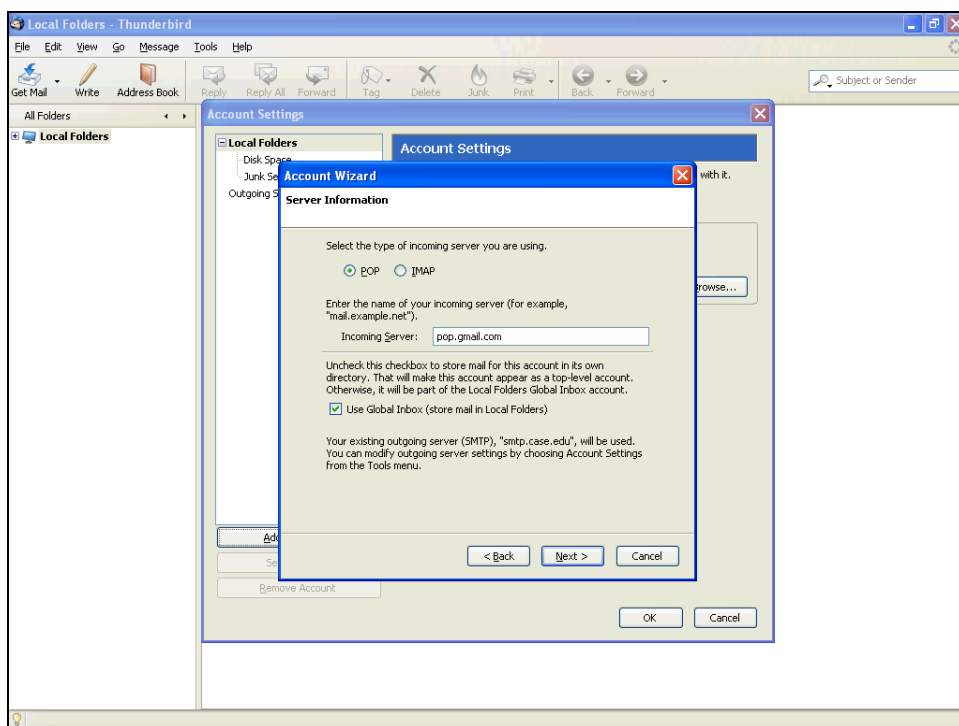 Local Folders - Thunderbird
File Edit View Go Message Tools Help
Get Mail Write Address Book Reply Reply All Forward Tag Delete Junk Print Back Forward Subject or Sender
All Folders
Local Folders
Account Settings
Local Folders
Disk Space
Account Settings
Junk Se
with it.
Outgoing S
Account Wizard
Server Information
Select the type of incoming server you are using.
POP IMAP
Browse...
Enter the name of your incoming server (for example,
"mail.example.net").
Incoming Server: pop.gmail.com
Uncheck this checkbox to store mail for this account in its own
directory. That will make this account appear as a top-level account.
Otherwise, it will be part of the Local Folders Global Inbox account.
Use Global Inbox (store mail in Local Folders)
Your existing outgoing server (SMTP), "smtp.case.edu", will be used.
You can modify outgoing server settings by choosing Account Settings
from the Tools menu.
Add
< Back Next > Cancel
Se
Remove Account
OK Cancel